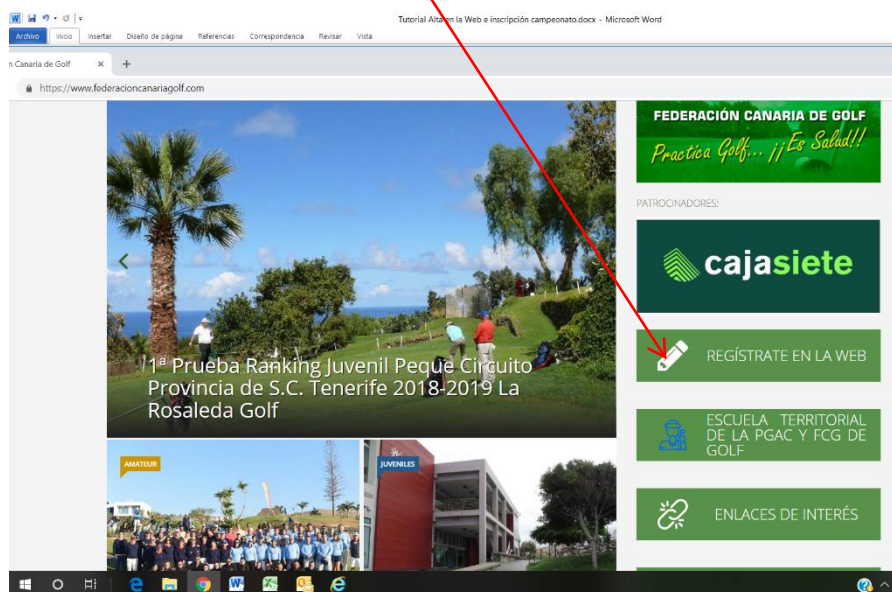 Tutorial Alta en la Web e inscripción campeonato.docx - Microsoft Word
Archivo Inicio Insertar Diseño de página Referencias Correspondencia Revisar Vista
n Canaria de Golf × +
https://www.federacioncanariagolf.com
FEDERACIÓN CANARIA DE GOLF
Practica Golf... ¡¡Es Salud!!
PATROCINADORES:
cajasiete
1ª Prueba Ranking Juvenil Peque Circuito
Provincia de S.C. Tenerife 2018-2019 La
Rosaleda Golf
REGÍSTRATE EN LA WEB
ESCUELA TERRITORIAL
DE LA PGAC Y FCG DE
GOLF
AMATEUR
JUVENILES
ENLACES DE INTERÉS